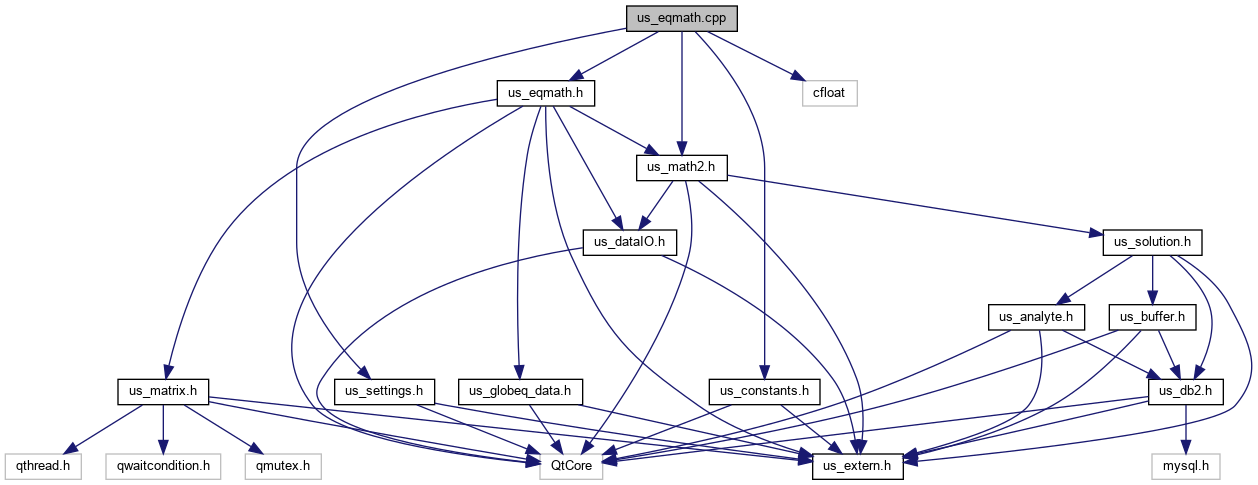 us_eqmath.cpp
us_eqmath.h
cfloat
us_math2.h
us_dataIO.h
us_solution.h
us_analyte.h
us_buffer.h
us_matrix.h
us_settings.h
us_globeq_data.h
us_constants.h
us_db2.h
qthread.h
qwaitcondition.h
qmutex.h
QtCore
us_extern.h
mysql.h